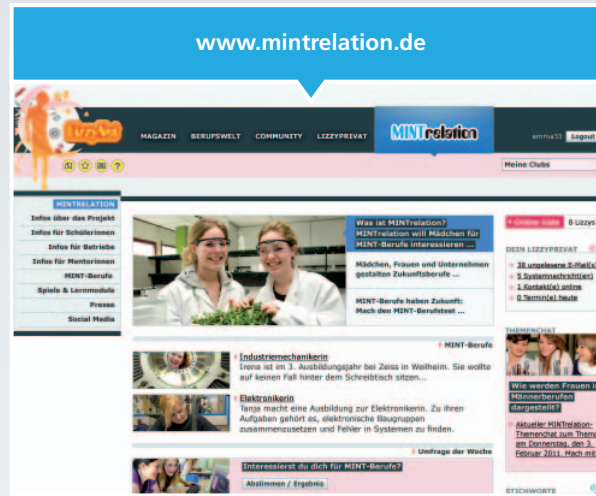 www.mintrelation.de
LizzyNet
MAGAZIN BERUFSWELT COMMUNITY LIZZYPRIVAT MINTrelation
emma33 Logout
Meine Clubs
MINTRELATION
Infos über das Projekt
Infos für Schülerinnen
Infos für Betriebe
Infos für Mentorinnen
MINT-Berufe
Spiele & Lernmodule
Presse
Social Media
Was ist MINTrelation?
MINTrelation will Mädchen für
MINT-Berufe interessieren ...
Mädchen, Frauen und Unternehmen
gestalten Zukunftsberufe ...
MINT-Berufe haben Zukunft:
Mach den MINT-Berufstest ...
MINT-Berufe
Industriemechanikerin
Irena ist im 3. Ausbildungsjahr bei Zeiss in Weilheim. Sie wollte
auf keinen Fall hinter dem Schreibtisch sitzen...
Elektronikerin
Tanja macht eine Ausbildung zur Elektronikerin. Zu ihren
Aufgaben gehört es, elektronische Baugruppen
zusammenzusetzen und Fehler in Systemen zu finden.
Umfrage der Woche
Interessierst du dich für MINT-Berufe?
Abstimmen / Ergebnis
8 Lizzys
DEIN LIZZYPRIVAT
38 ungelesene E-Mail(s)
5 Systemnachricht(en)
1 Kontakt(e) online
0 Termin(e) heute
THEMENCHAT
Wie werden Frauen in
Männerberufen
dargestellt?
Aktueller MINTrelation-
Themenchat zum Thema
am Donnerstag, den 3.
Februar 2011. Mach mit
STICHWORTE